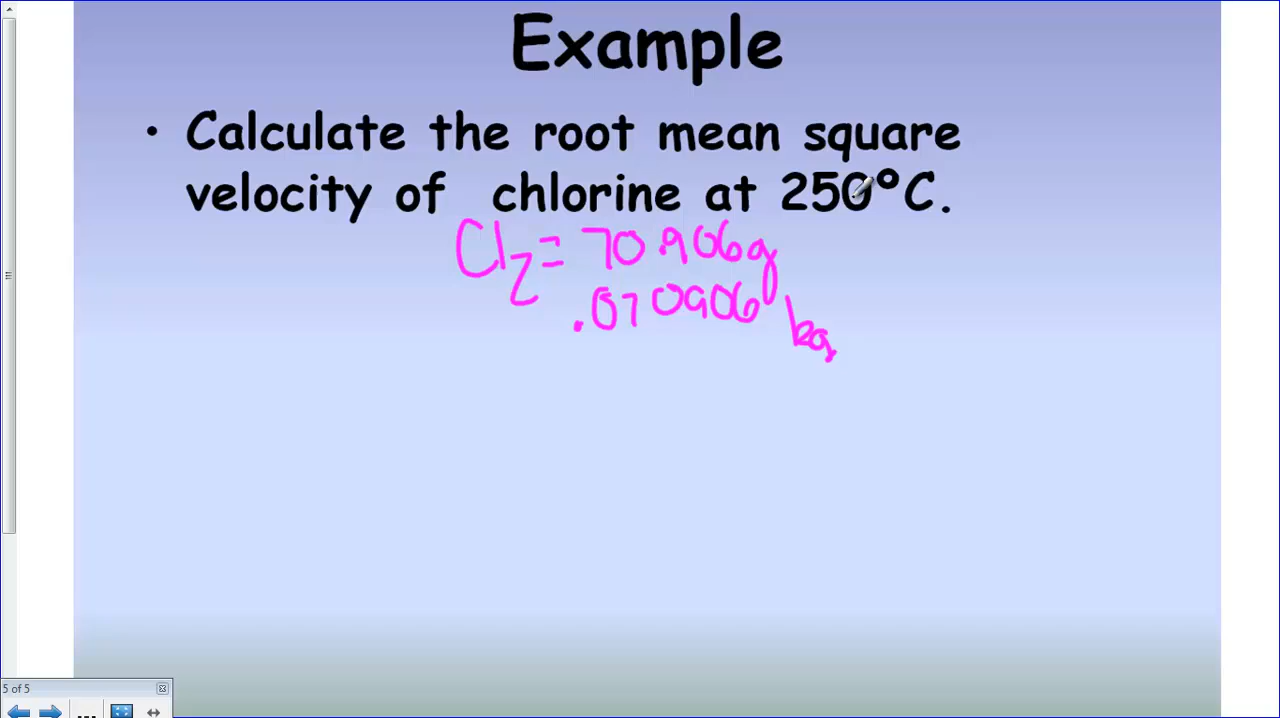 Example
• Calculate the root mean square
velocity of chlorine at 250°C.
Cl2 = 70.906g
.070906 kg
5 of 5